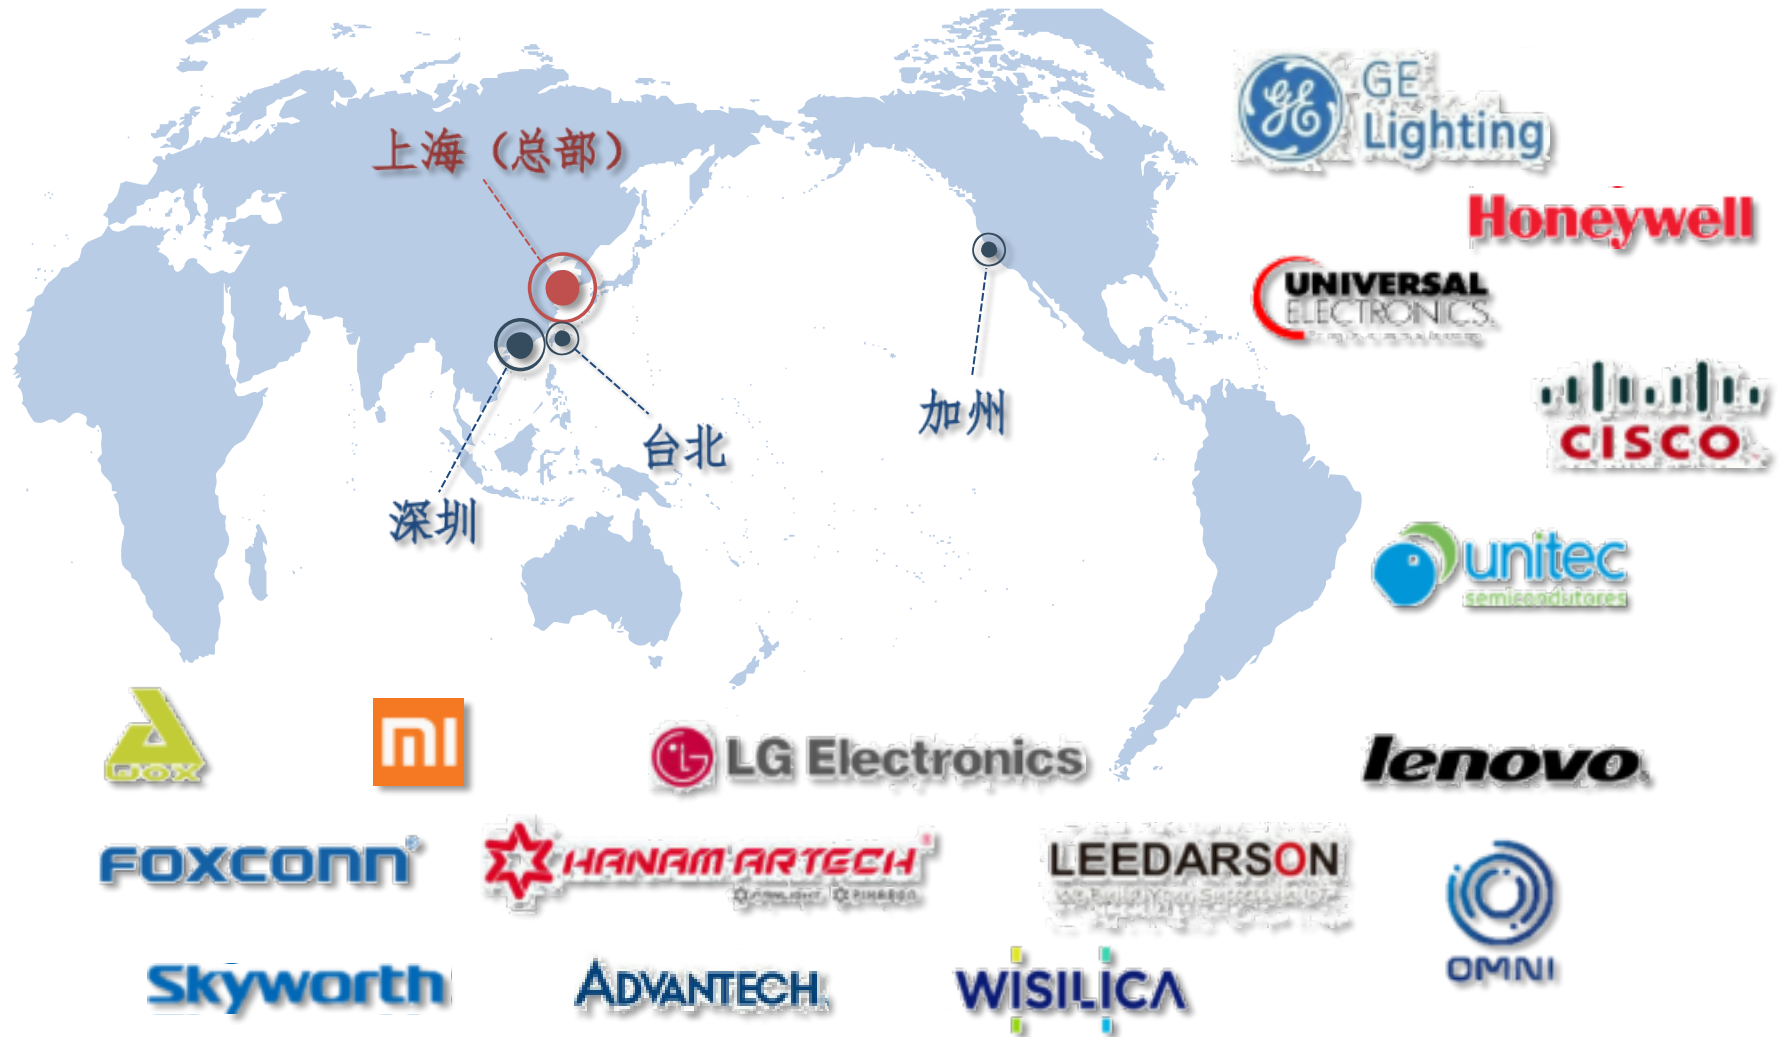 GE
Lighting
上海（总部）
Honeywell
UNIVERSAL
ELECTRONICS
加州
台北
CISCO
深圳
unitec
semicondutores
mi
LG Electronics
lenovo
FOXCONN
HANAM ARTECH
LEEDARSON
OMNI
Skyworth
ADVANTECH
WISILICA